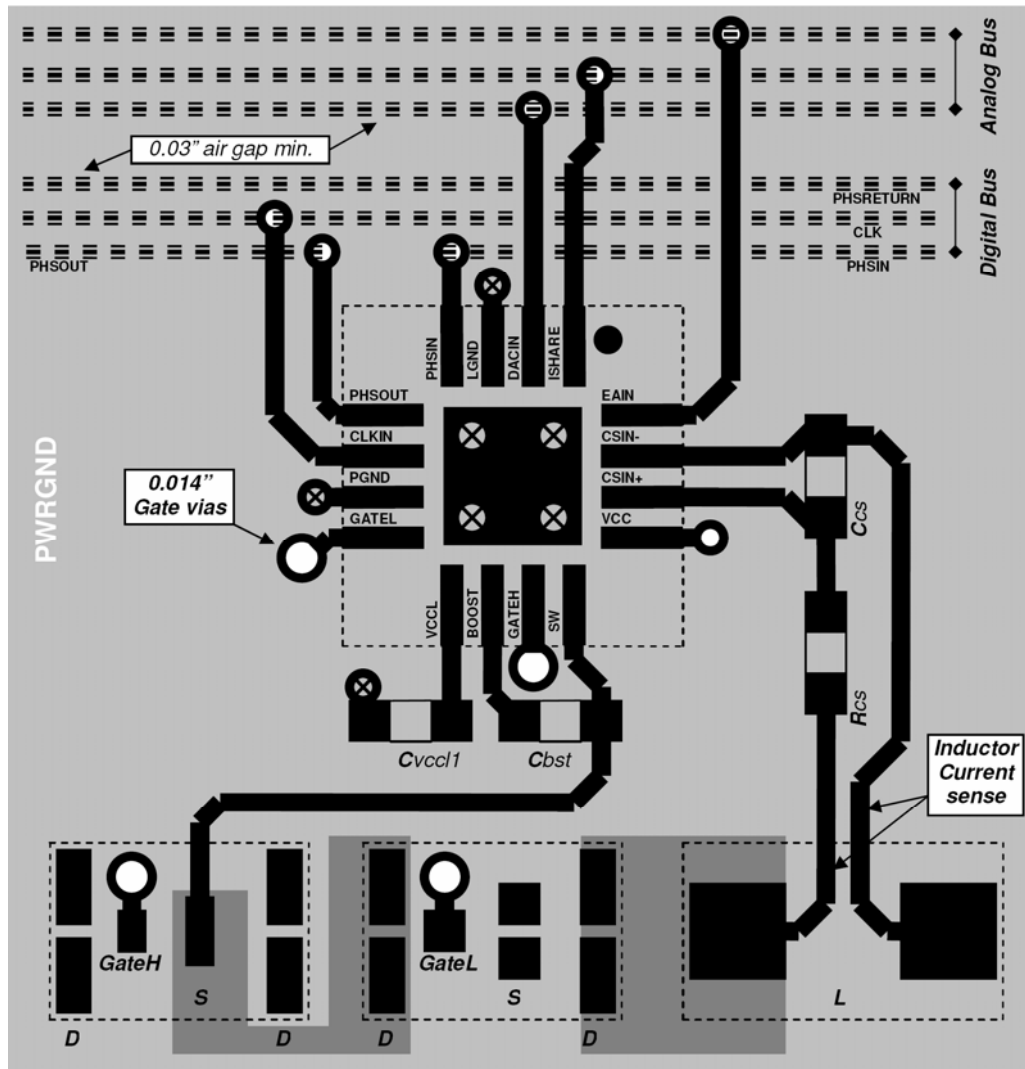 Analog Bus
0.03" air gap min.
PHSRETURN
CLK
PHSOUT
PHSIN
Digital Bus
PHSIN
LGND
DACIN
ISHARE
PHSOUT
EAIN
CLKIN
CSIN-
PGND
CSIN+
GATEL
VCC
PWRGND
0.014"
Gate vias
Ccs
VCCL
BOOST
GATEH
SW
Rcs
Cvccl1
Cbst
Inductor
Current
sense
GateH
GateL
S
S
L
D
D
D
D